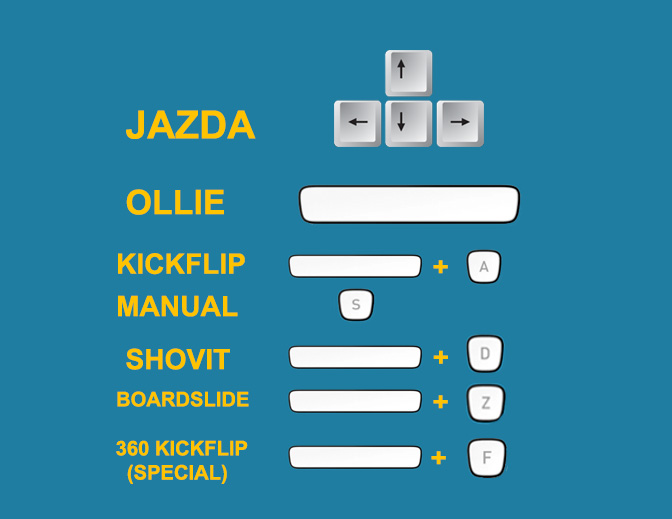 ↑
JAZDA ← ↓ →
OLLIE
KICKFLIP + A
MANUAL S
SHOVIT + D
BOARDSLIDE + Z
360 KICKFLIP
(SPECIAL) + F